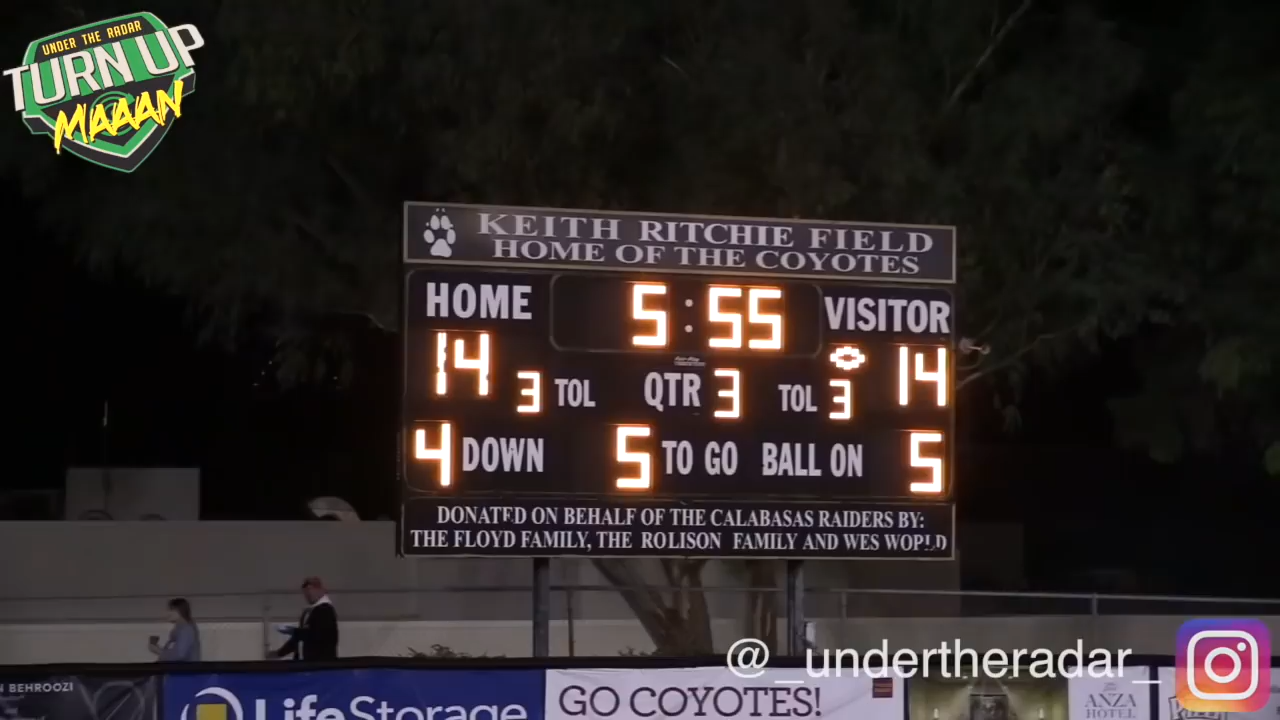 UNDER THE RADAR
TURN UP
MAAAN
KEITH RITCHIE FIELD
HOME OF THE COYOTES
HOME 5:55 VISITOR
14 3 TOL QTR 3 TOL 3 14
4 DOWN 5 TO GO BALL ON 5
DONATED ON BEHALF OF THE CALABASAS RAIDERS BY:
THE FLOYD FAMILY, THE ROLISON FAMILY AND WES WORLD
@_undertheradar_
N BEHROOZI
LifeStorage
GO COYOTES!
ANZA
HOTEL